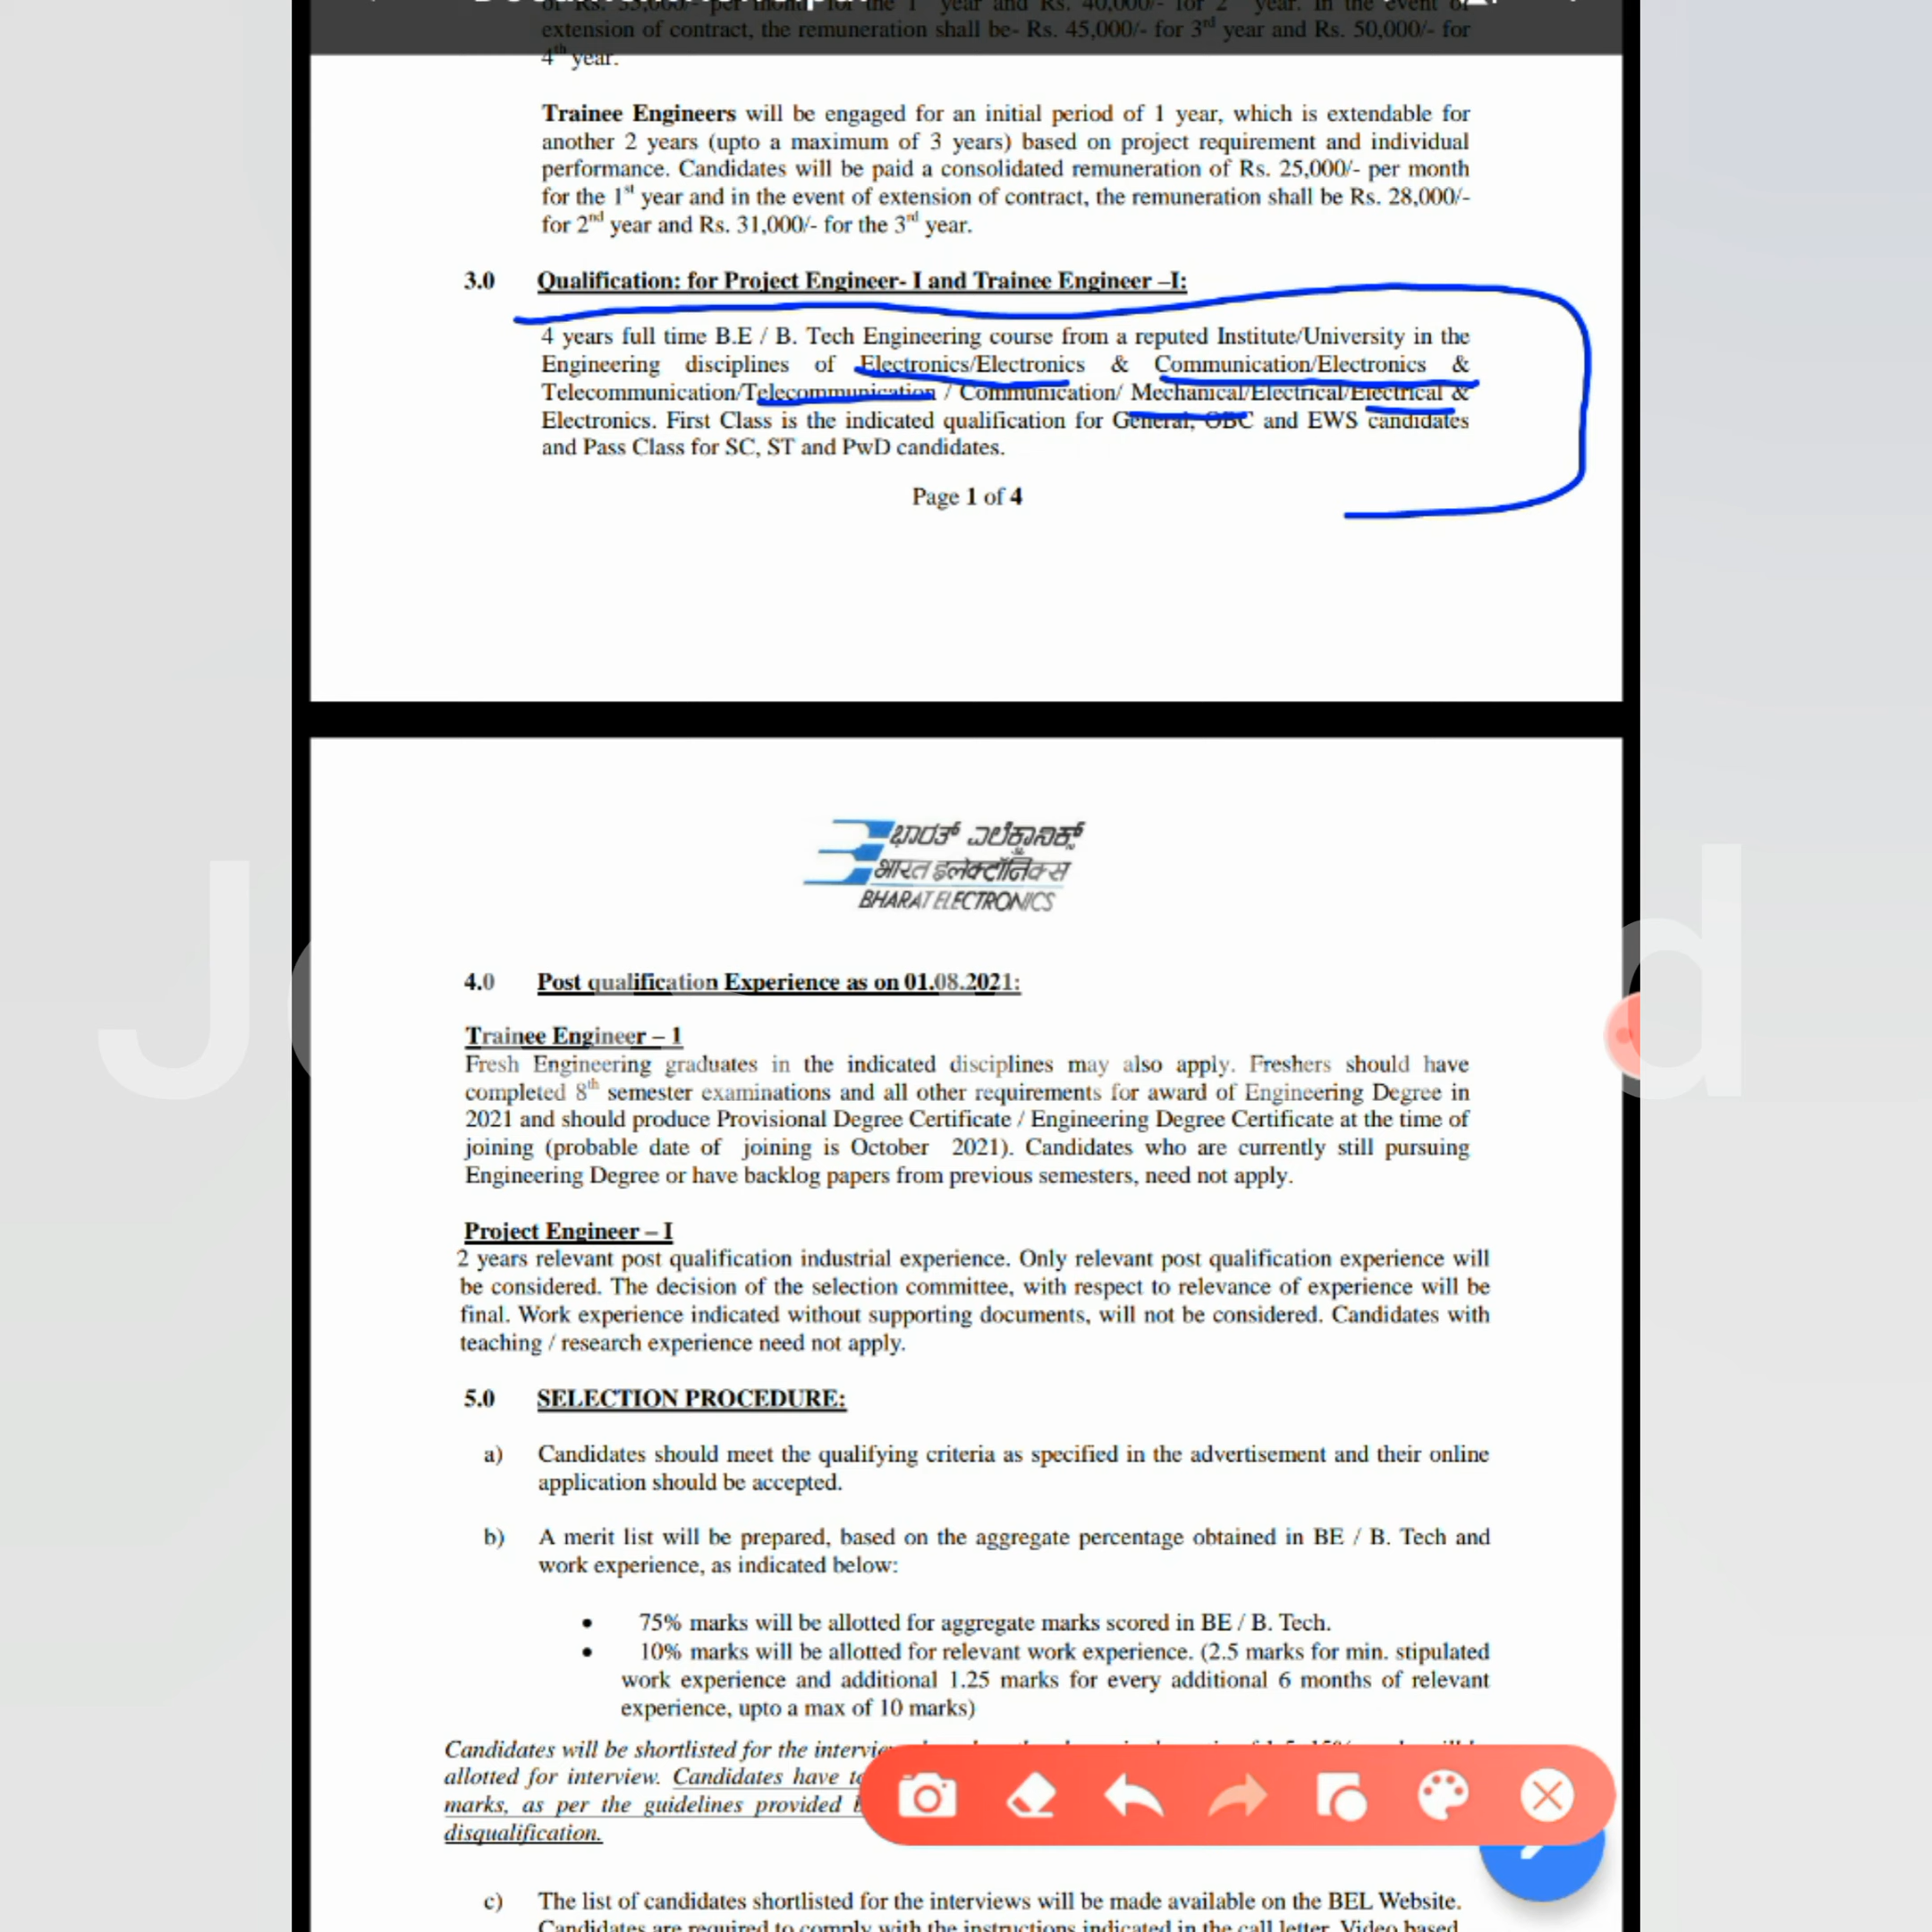 extension of contract, the remuneration shall be- Rs. 45,000/- for 3rd year and Rs. 50,000/- for
4th year.
Trainee Engineers will be engaged for an initial period of 1 year, which is extendable for
another 2 years (upto a maximum of 3 years) based on project requirement and individual
performance. Candidates will be paid a consolidated remuneration of Rs. 25,000/- per month
for the 1st year and in the event of extension of contract, the remuneration shall be Rs. 28,000/-
for 2nd year and Rs. 31,000/- for the 3rd year.
3.0 Qualification: for Project Engineer- I and Trainee Engineer –I:
4 years full time B.E / B. Tech Engineering course from a reputed Institute/University in the
Engineering disciplines of Electronics/Electronics & Communication/Electronics &
Telecommunication/Telecommunication / Communication/ Mechanical/Electrical/Electrical &
Electronics. First Class is the indicated qualification for General, OBC and EWS candidates
and Pass Class for SC, ST and PwD candidates.
Page 1 of 4
ಭಾರತ್ ಎಲೆಕ್ಟ್ರಾನಿಕ್ಸ್
भारत इलेक्ट्रॉनिक्स
BHARAT ELECTRONICS
4.0 Post qualification Experience as on 01.08.2021:
Trainee Engineer – 1
Fresh Engineering graduates in the indicated disciplines may also apply. Freshers should have
completed 8th semester examinations and all other requirements for award of Engineering Degree in
2021 and should produce Provisional Degree Certificate / Engineering Degree Certificate at the time of
joining (probable date of joining is October 2021). Candidates who are currently still pursuing
Engineering Degree or have backlog papers from previous semesters, need not apply.
Project Engineer – I
2 years relevant post qualification industrial experience. Only relevant post qualification experience will
be considered. The decision of the selection committee, with respect to relevance of experience will be
final. Work experience indicated without supporting documents, will not be considered. Candidates with
teaching / research experience need not apply.
5.0 SELECTION PROCEDURE:
a) Candidates should meet the qualifying criteria as specified in the advertisement and their online
application should be accepted.
b) A merit list will be prepared, based on the aggregate percentage obtained in BE / B. Tech and
work experience, as indicated below:
• 75% marks will be allotted for aggregate marks scored in BE / B. Tech.
• 10% marks will be allotted for relevant work experience. (2.5 marks for min. stipulated
work experience and additional 1.25 marks for every additional 6 months of relevant
experience, upto a max of 10 marks)
Candidates will be shortlisted for the
allotted for interview. Candidates have
marks, as per the guidelines provided
disqualification.
c) The list of candidates shortlisted for the interviews will be made available on the BEL Website.
Candidates are required to comply with the instructions indicated in the call letter. Video based